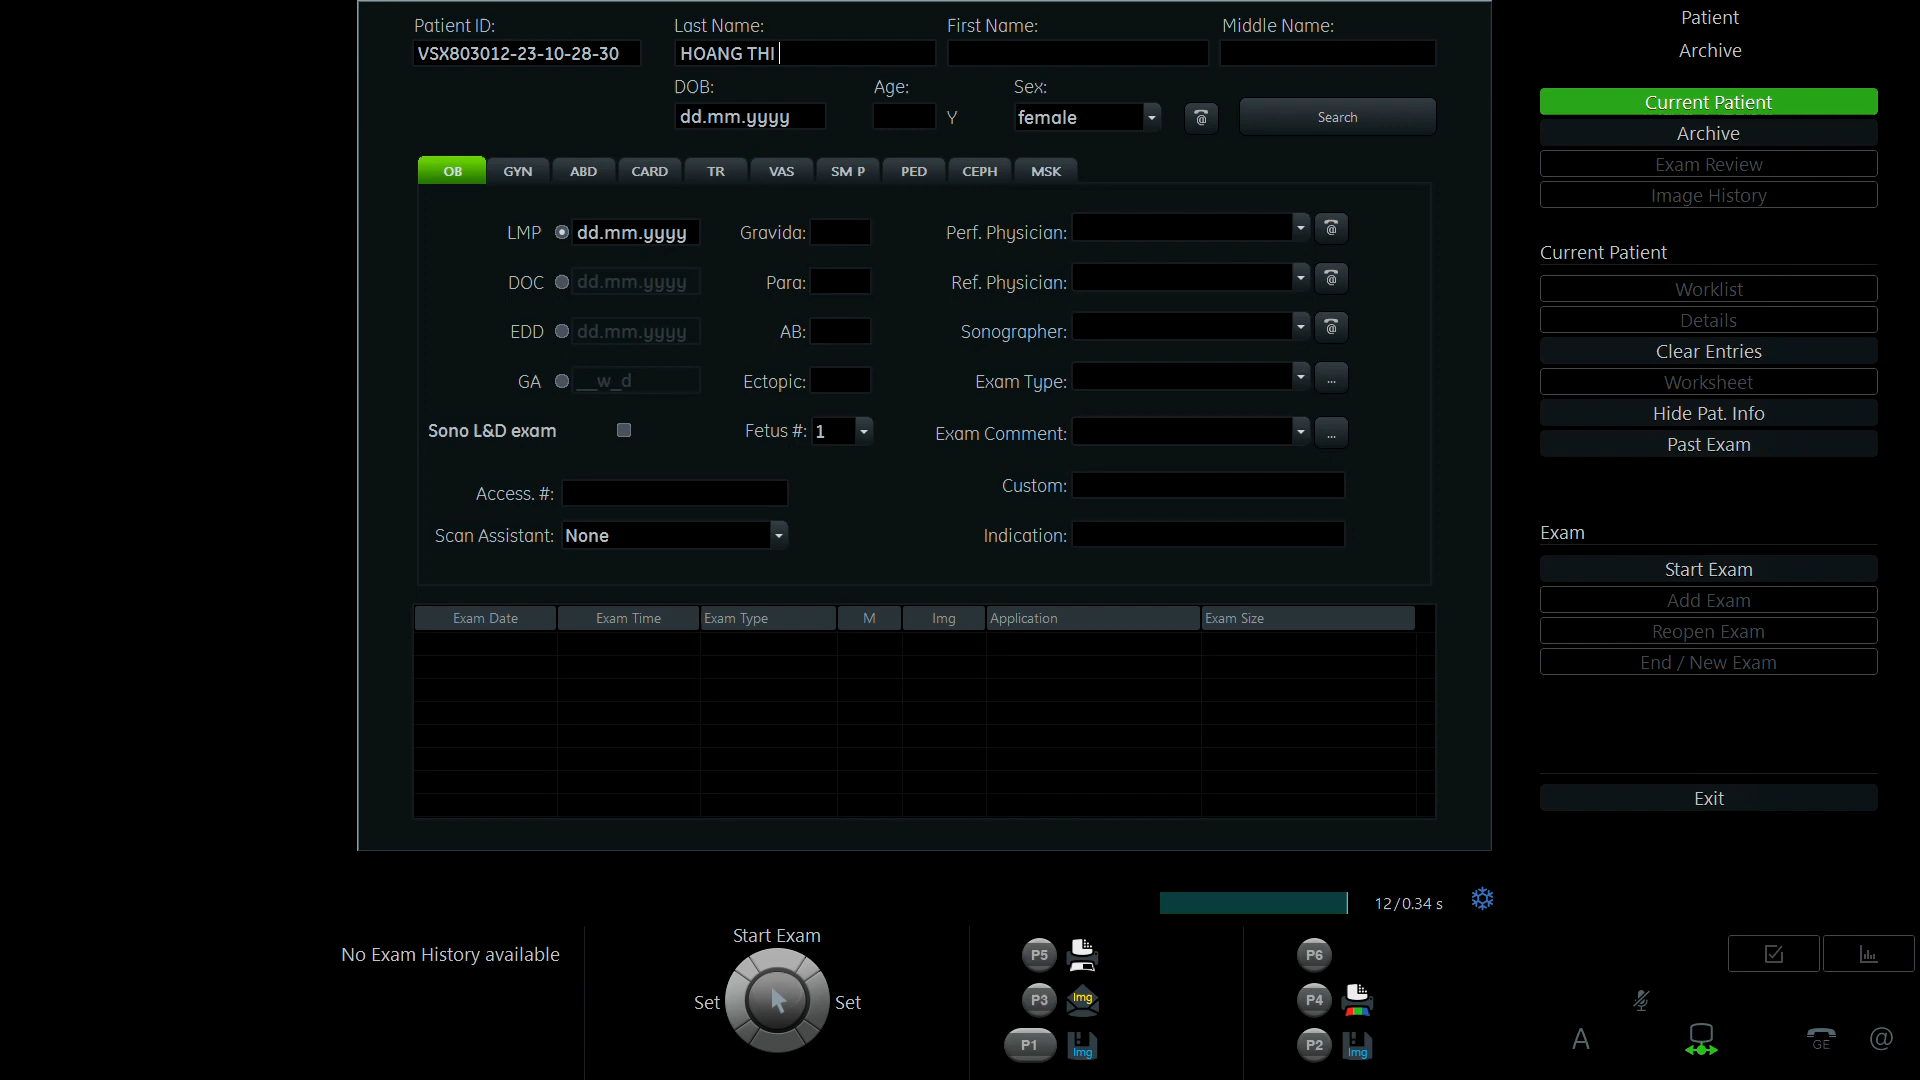 Patient ID:
VSX803012-23-10-28-30
Last Name:
HOANG THI
First Name:
Middle Name:
DOB:
dd.mm.yyyy
Age:
Y
Sex:
female
@
Search
OB
GYN
ABD
CARD
TR
VAS
SM P
PED
CEPH
MSK
LMP
dd.mm.yyyy
DOC
dd.mm.yyyy
EDD
dd.mm.yyyy
GA
__w_d
Sono L&D exam
Gravida:
Para:
AB:
Ectopic:
Fetus #:
1
Perf. Physician:
@
Ref. Physician:
@
Sonographer:
@
Exam Type:
...
Exam Comment:
...
Access. #:
Scan Assistant:
None
Custom:
Indication:
Exam Date
Exam Time
Exam Type
M
Img
Application
Exam Size
Patient
Archive
Current Patient
Archive
Exam Review
Image History
Current Patient
Worklist
Details
Clear Entries
Worksheet
Hide Pat. Info
Past Exam
Exam
Start Exam
Add Exam
Reopen Exam
End / New Exam
Exit
12/0.34 s
No Exam History available
Start Exam
Set
Set
P5
P3
Img
P1
Img
P6
P4
P2
Img
A
GE
@